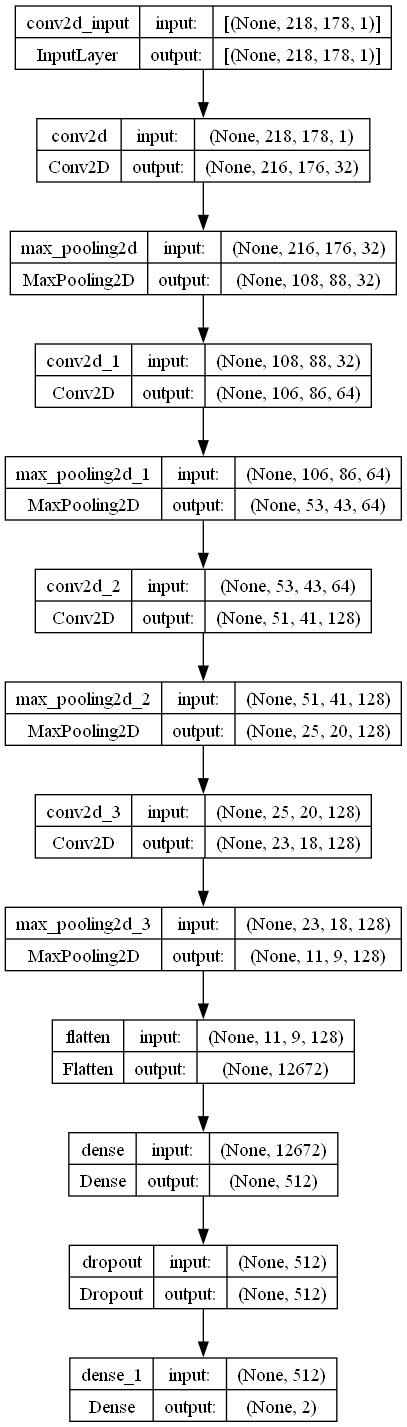 conv2d_input input: [(None, 218, 178, 1)]
InputLayer output: [(None, 218, 178, 1)]
conv2d input: (None, 218, 178, 1)
Conv2D output: (None, 216, 176, 32)
max_pooling2d input: (None, 216, 176, 32)
MaxPooling2D output: (None, 108, 88, 32)
conv2d_1 input: (None, 108, 88, 32)
Conv2D output: (None, 106, 86, 64)
max_pooling2d_1 input: (None, 106, 86, 64)
MaxPooling2D output: (None, 53, 43, 64)
conv2d_2 input: (None, 53, 43, 64)
Conv2D output: (None, 51, 41, 128)
max_pooling2d_2 input: (None, 51, 41, 128)
MaxPooling2D output: (None, 25, 20, 128)
conv2d_3 input: (None, 25, 20, 128)
Conv2D output: (None, 23, 18, 128)
max_pooling2d_3 input: (None, 23, 18, 128)
MaxPooling2D output: (None, 11, 9, 128)
flatten input: (None, 11, 9, 128)
Flatten output: (None, 12672)
dense input: (None, 12672)
Dense output: (None, 512)
dropout input: (None, 512)
Dropout output: (None, 512)
dense_1 input: (None, 512)
Dense output: (None, 2)